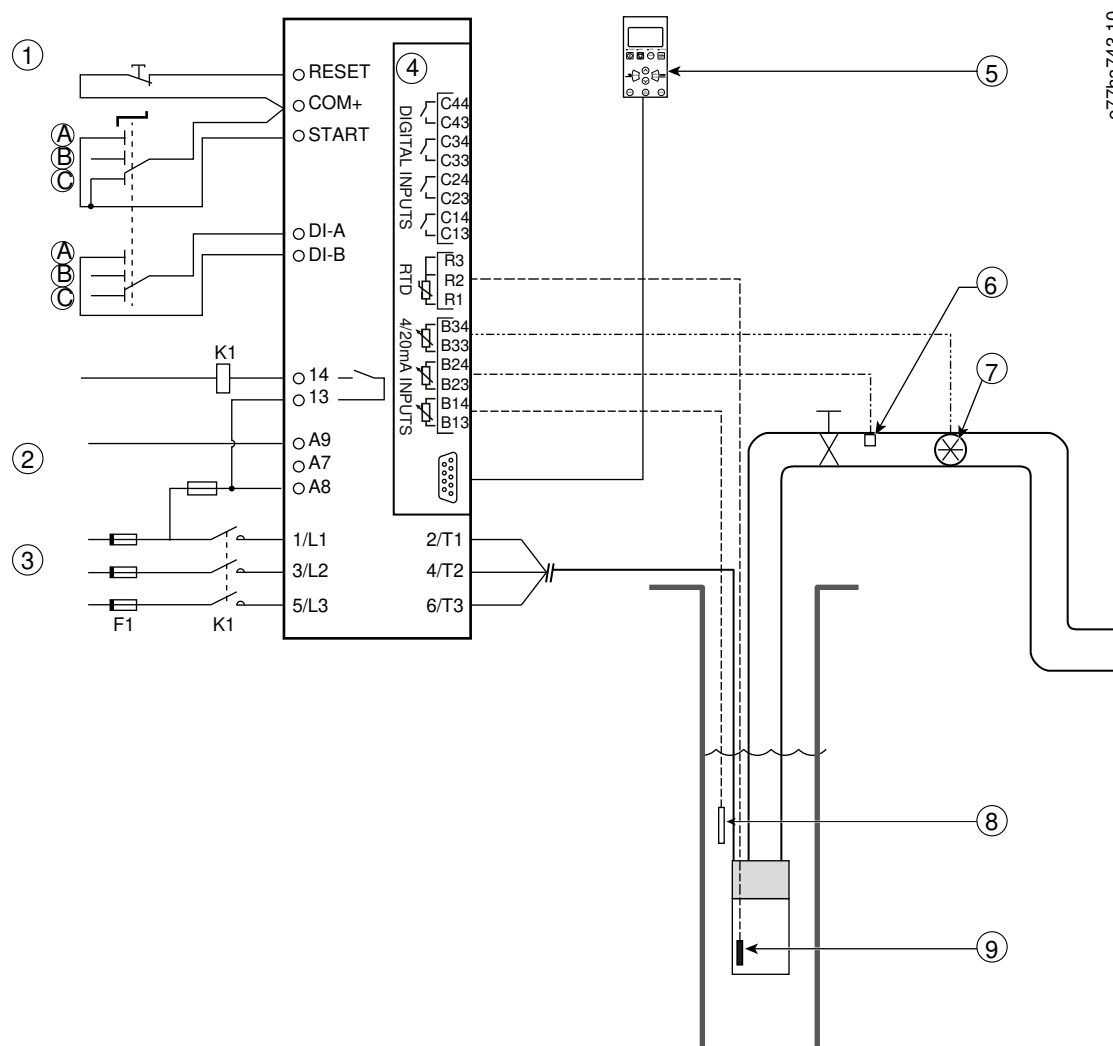 1
RESET
COM+
START
A
B
C
DI-A
DI-B
A
B
C
K1
14
13
2
A9
A7
A8
3
1/L1
3/L2
5/L3
F1
K1
2/T1
4/T2
6/T3
4
DIGITAL INPUTS
C44
C43
C34
C33
C24
C23
C14
C13
RTD
R3
R2
R1
4/20mA INPUTS
B34
B33
B24
B23
B14
B13
5
6
7
8
9